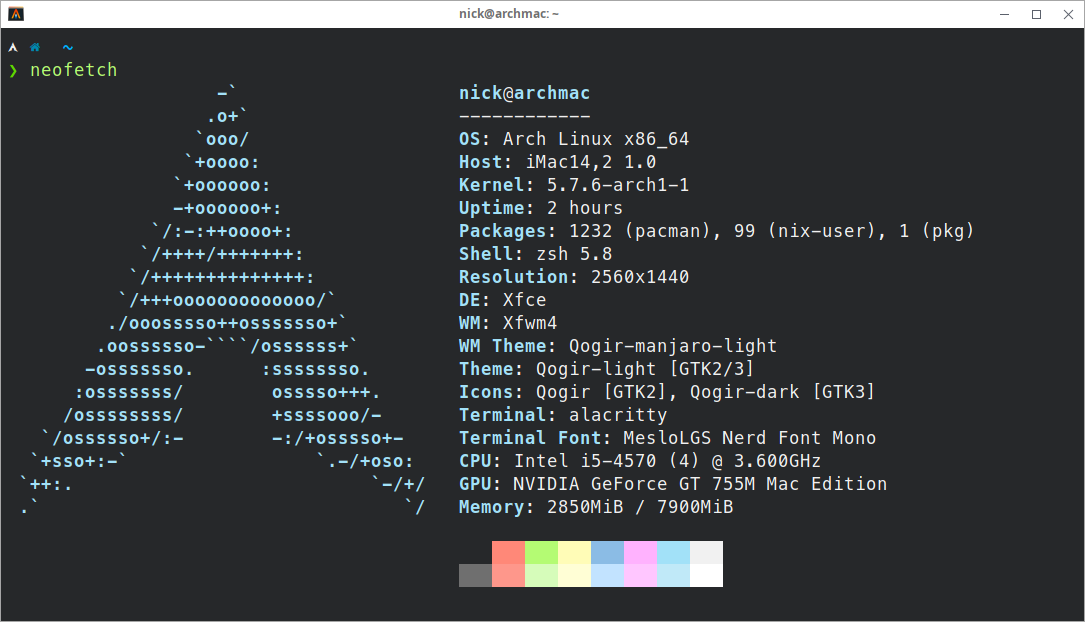 nick@archmac: ~
~
❯ neofetch
                  -`                    nick@archmac
                 .o+`                   ------------
                `ooo/                   OS: Arch Linux x86_64
               `+oooo:                  Host: iMac14,2 1.0
              `+oooooo:                 Kernel: 5.7.6-arch1-1
              -+oooooo+:                Uptime: 2 hours
            `/:-:++oooo+:               Packages: 1232 (pacman), 99 (nix-user), 1 (pkg)
           `/++++/+++++++:              Shell: zsh 5.8
          `/++++++++++++++:             Resolution: 2560x1440
         `/+++ooooooooooooo/`           DE: Xfce
        ./ooosssso++osssssso+`          WM: Xfwm4
       .oossssso-````/ossssss+`         WM Theme: Qogir-manjaro-light
      -osssssso.      :ssssssso.        Theme: Qogir-light [GTK2/3]
     :osssssss/        osssso+++.       Icons: Qogir [GTK2], Qogir-dark [GTK3]
    /ossssssss/        +ssssooo/-       Terminal: alacritty
  `/ossssso+/:-        -:/+osssso+-     Terminal Font: MesloLGS Nerd Font Mono
 `+sso+:-`                 `.-/+oso:    CPU: Intel i5-4570 (4) @ 3.600GHz
`++:.                           `-/+/   GPU: NVIDIA GeForce GT 755M Mac Edition
.`                                 `/   Memory: 2850MiB / 7900MiB